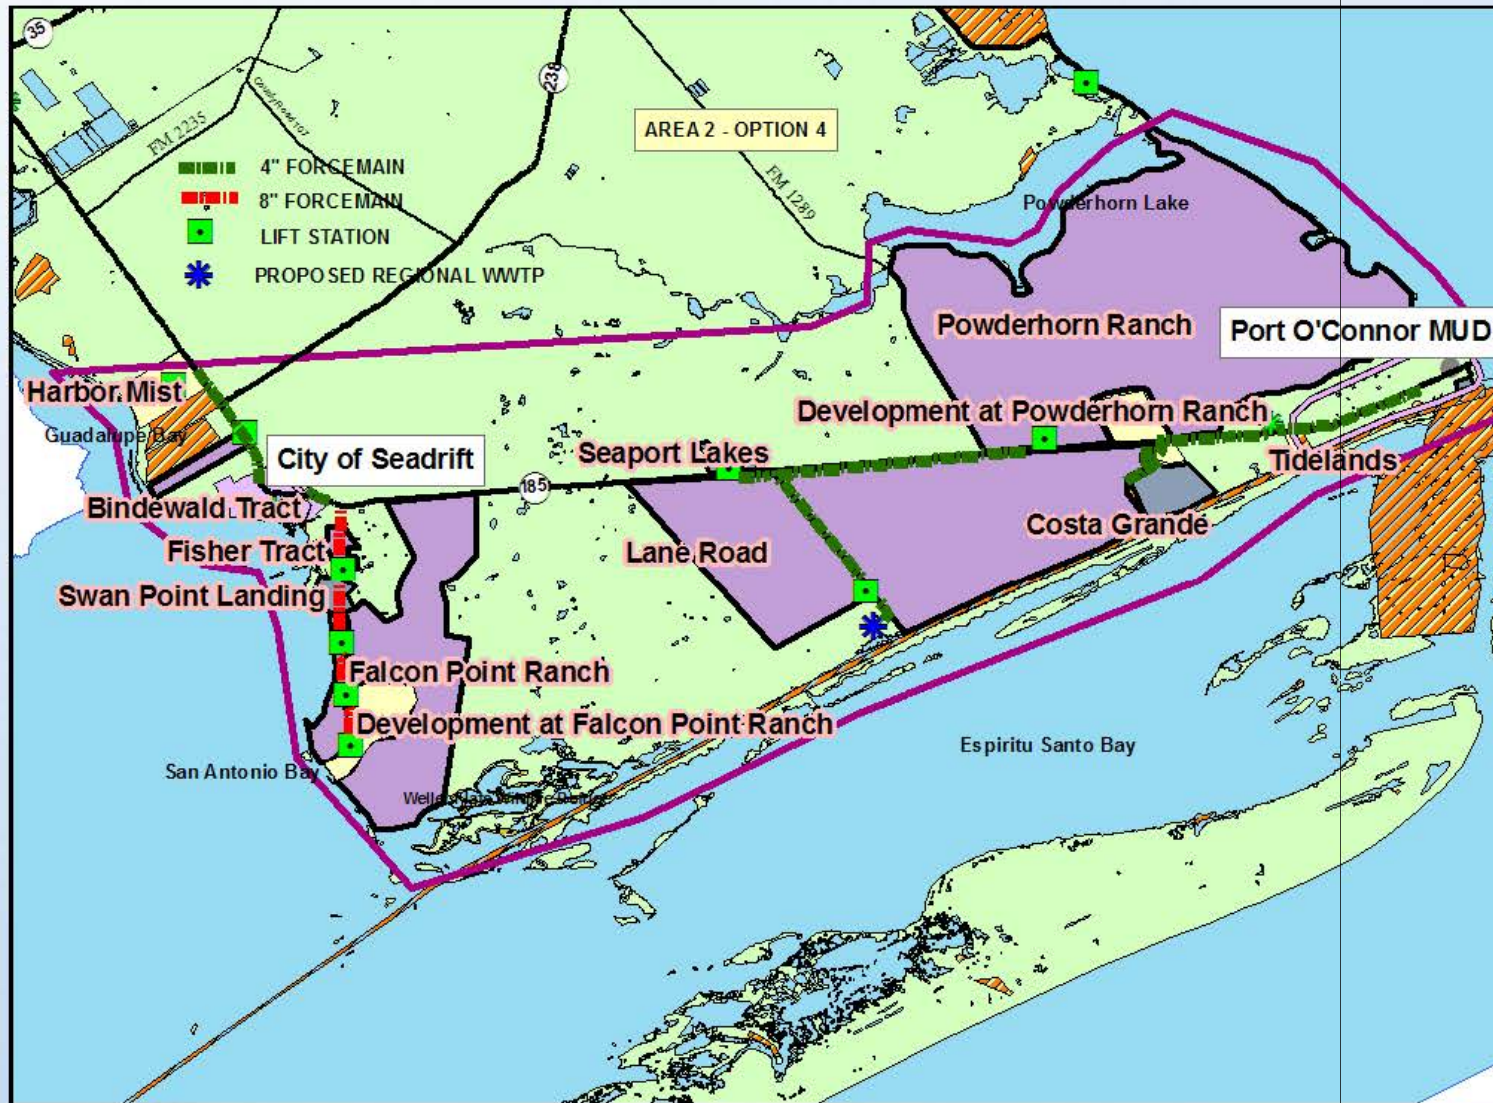 35
238
FM 2235
AREA 2 - OPTION 4
FM 1289
4" FORCEMAIN
8" FORCEMAIN
LIFT STATION
PROPOSED REGIONAL WWTP
Powderhorn Lake
Powderhorn Ranch
Port O'Connor MUD
Harbor Mist
Guadalupe Bay
Development at Powderhorn Ranch
City of Seadrift
Seaport Lakes
Tidelands
185
Bindewald Tract
Costa Grande
Fisher Tract
Lane Road
Swan Point Landing
Falcon Point Ranch
Development at Falcon Point Ranch
Espiritu Santo Bay
San Antonio Bay